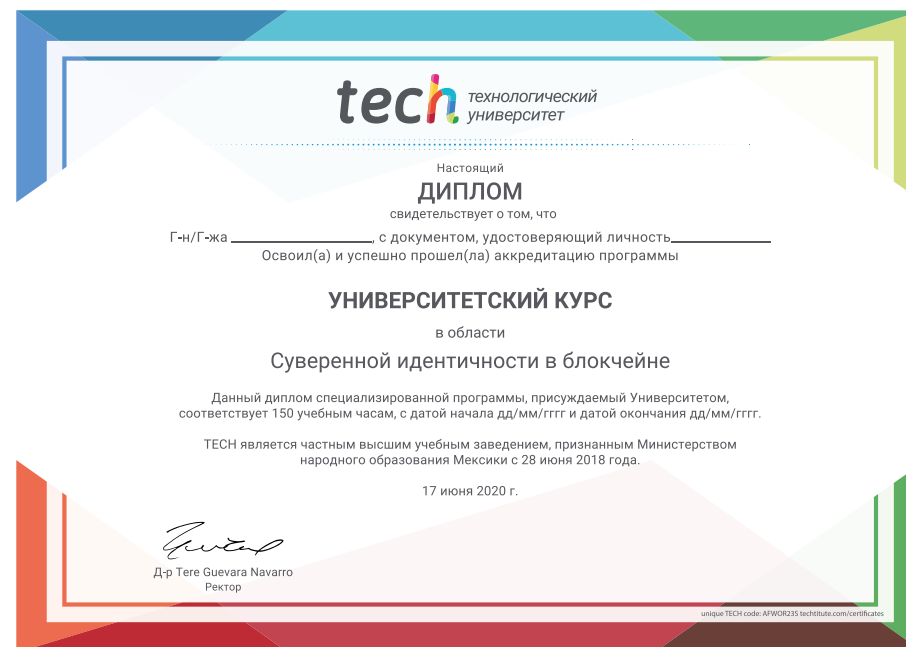 tech технологический
университет
Настоящий
ДИПЛОМ
свидетельствует о том, что
Г-н/Г-жа _________________, с документом, удостоверяющий личность____________
Освоил(а) и успешно прошел(ла) аккредитацию программы
УНИВЕРСИТЕТСКИЙ КУРС
в области
Суверенной идентичности в блокчейне
Данный диплом специализированной программы, присуждаемый Университетом,
соответствует 150 учебным часам, с датой начала дд/мм/гггг и датой окончания дд/мм/гггг.
TECH является частным высшим учебным заведением, признанным Министерством
народного образования Мексики с 28 июня 2018 года.
17 июня 2020 г.
Д-р Tere Guevara Navarro
Ректор
unique TECH code: AFWOR23S techtitute.com/certificates